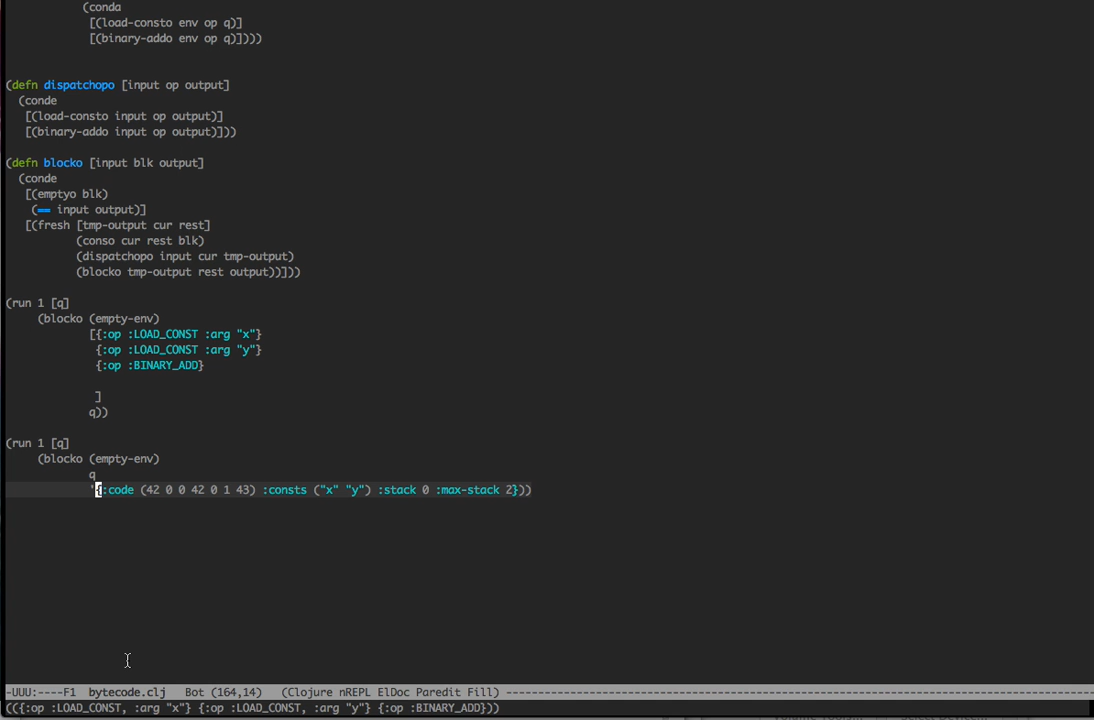 (conda
[(load-consto env op q)]
[(binary-addo env op q)])))
(defn dispatchopo [input op output]
(conde
[(load-consto input op output)]
[(binary-addo input op output)]))
(defn blocko [input blk output]
(conde
[(emptyo blk)
(== input output)]
[(fresh [tmp-output cur rest]
(conso cur rest blk)
(dispatchopo input cur tmp-output)
(blocko tmp-output rest output))]))
(run 1 [q]
(blocko (empty-env)
[{:op :LOAD_CONST :arg "x"}
{:op :LOAD_CONST :arg "y"}
{:op :BINARY_ADD}
]
q))
(run 1 [q]
(blocko (empty-env)
q
'{:code (42 0 0 42 0 1 43) :consts ("x" "y") :stack 0 :max-stack 2}))
-UUU:----F1 bytecode.clj Bot (164,14) (Clojure nREPL ElDoc Paredit Fill) ----------
(({:op :LOAD_CONST, :arg "x"} {:op :LOAD_CONST, :arg "y"} {:op :BINARY_ADD}))